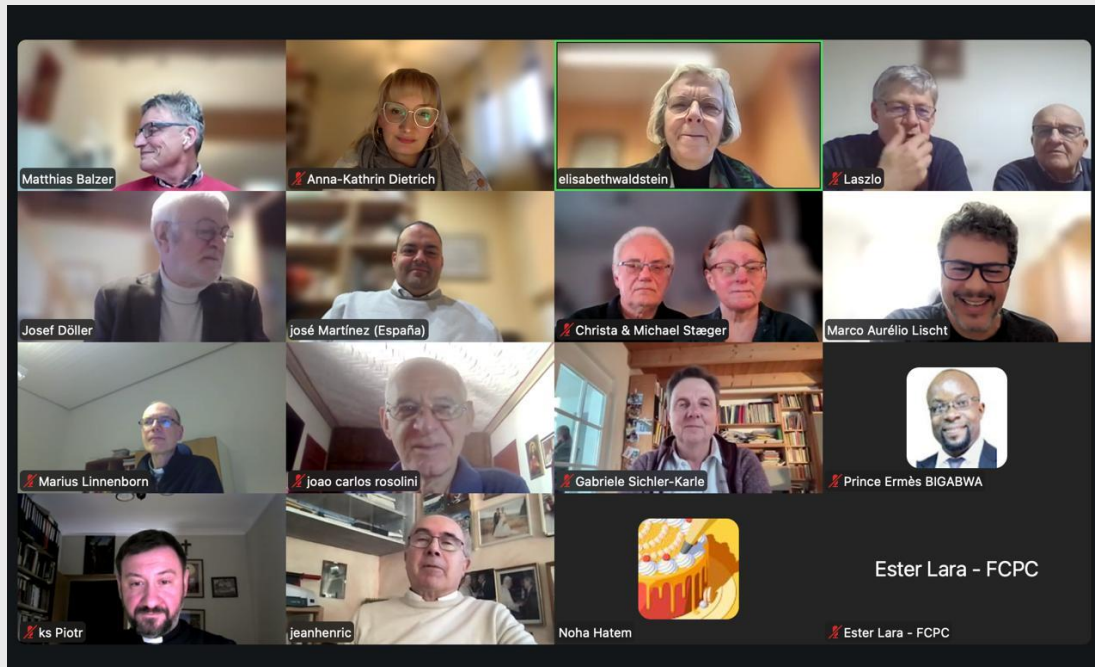 Matthias Balzer
Anna-Kathrin Dietrich
elisabethwaldstein
Laszlo
Josef Döller
josé Martínez (España)
Christa & Michael Stæger
Marco Aurélio Lischt
Marius Linnenborn
joao carlos rosolini
Gabriele Sichler-Karle
Prince Ermès BIGABWA
ks Piotr
jeanhenric
Noha Hatem
Ester Lara - FCPC
Ester Lara - FCPC